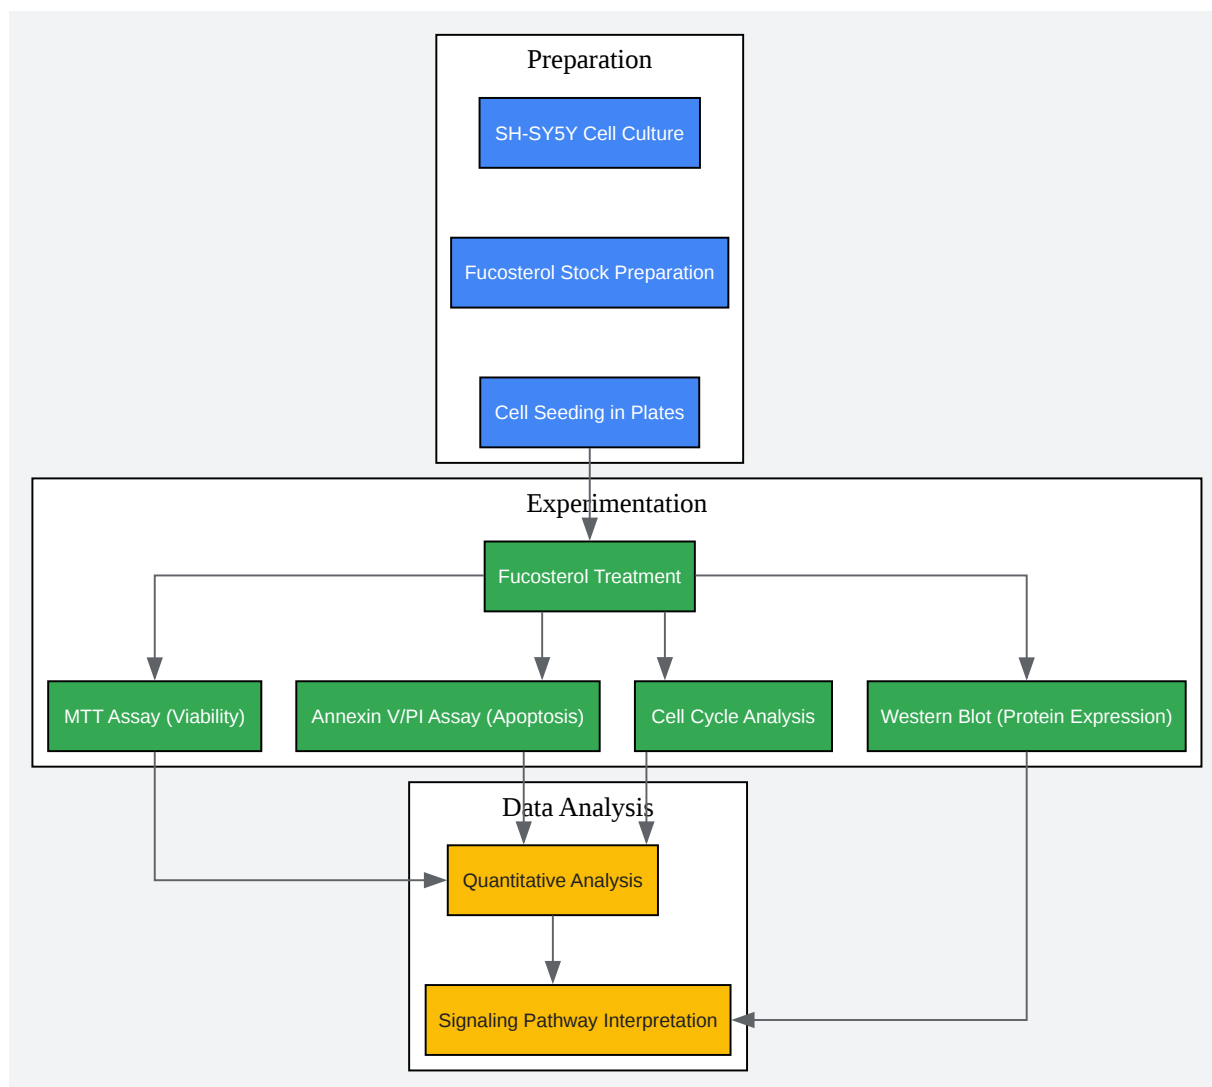 Preparation
SH-SY5Y Cell Culture
Fucosterol Stock Preparation
Cell Seeding in Plates
Experimentation
Fucosterol Treatment
MTT Assay (Viability)
Annexin V/PI Assay (Apoptosis)
Cell Cycle Analysis
Western Blot (Protein Expression)
Data Analysis
Quantitative Analysis
Signaling Pathway Interpretation